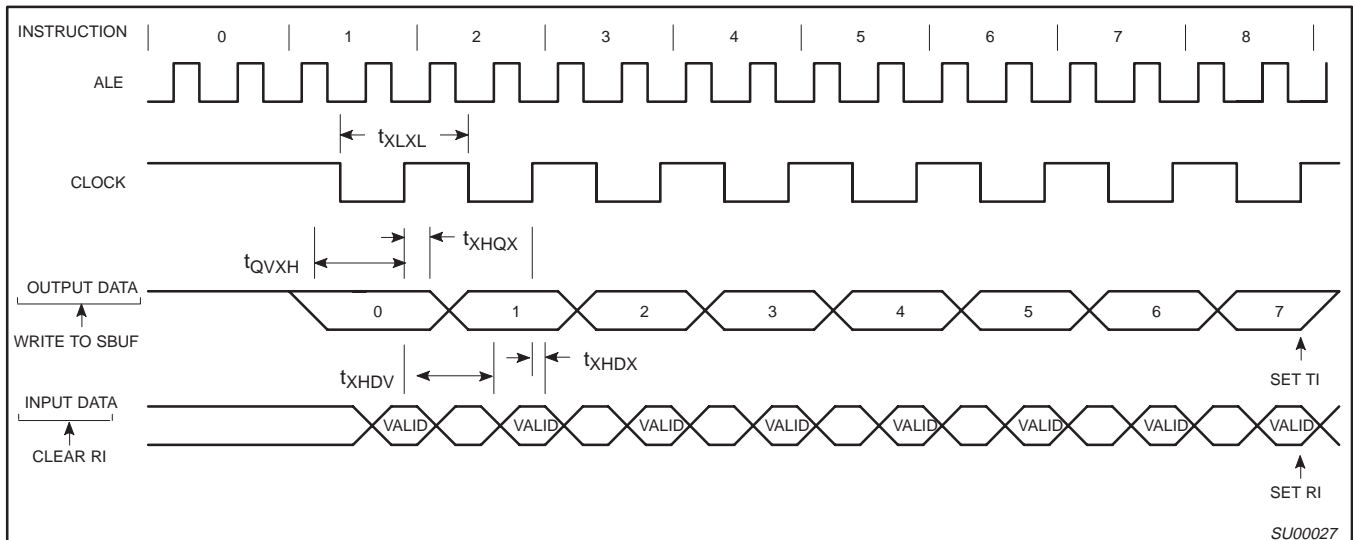 INSTRUCTION 0 1 2 3 4 5 6 7 8
ALE
tXLXL
CLOCK
tXHQX
tQVXH
OUTPUT DATA
0 1 2 3 4 5 6 7
WRITE TO SBUF
tXHDX
tXHDV
SET TI
INPUT DATA
VALID VALID VALID VALID VALID VALID VALID VALID
CLEAR RI
SET RI
SU00027